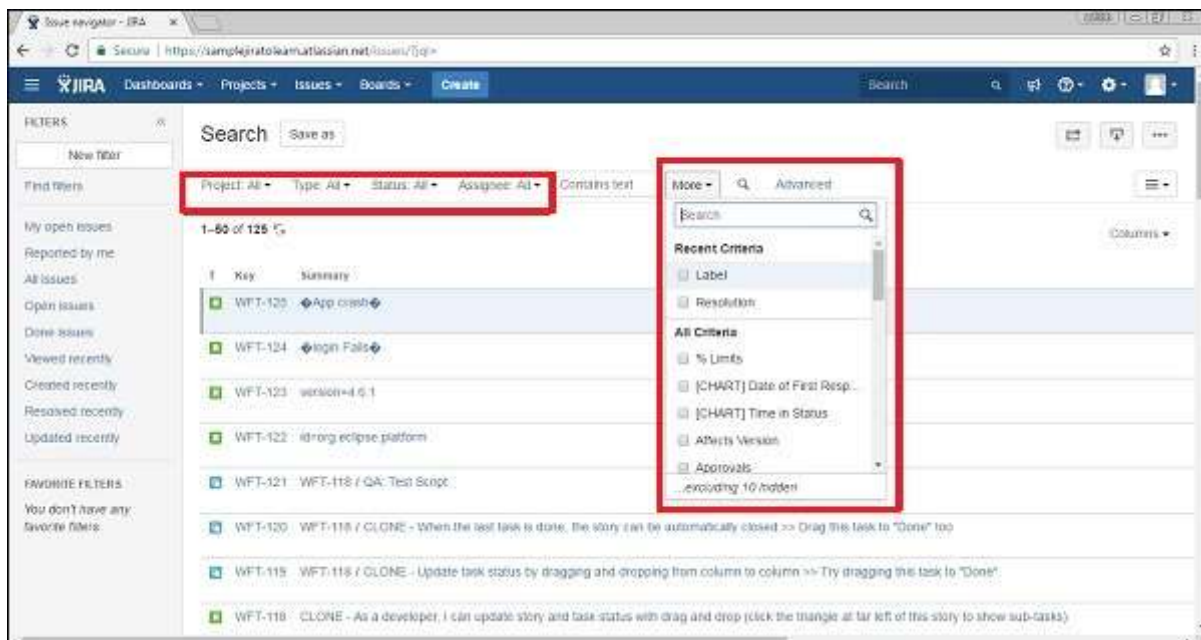 Issue navigator - JIRA
Secure | https://samplejiratolearn.atlassian.net/issues/?jql=
JIRA Dashboards Projects Issues Boards Create Search
FILTERS
New filter
Find filters
My open issues
Reported by me
All issues
Open issues
Done issues
Viewed recently
Created recently
Resolved recently
Updated recently
FAVORITE FILTERS
You don't have any
favorite filters.
Search Save as
Project: All Type: All Status: All Assignee: All Contains text More Advanced
1–50 of 125
Columns
T Key Summary
WFT-125 �App crash�
WFT-124 �login Fails�
WFT-123 version=4.6.1
WFT-122 id=org.eclipse.platform
WFT-121 WFT-118 / QA: Test Script
WFT-120 WFT-118 / CLONE - When the last task is done, the story can be automatically closed >> Drag this task to "Done" too
WFT-119 WFT-118 / CLONE - Update task status by dragging and dropping from column to column >> Try dragging this task to "Done"
WFT-118 CLONE - As a developer, I can update story and task status with drag and drop (click the triangle at far left of this story to show sub-tasks)
Search
Recent Criteria
Label
Resolution
All Criteria
% Limits
[CHART] Date of First Resp...
[CHART] Time in Status
Affects Version
Approvals
...excluding 10 hidden